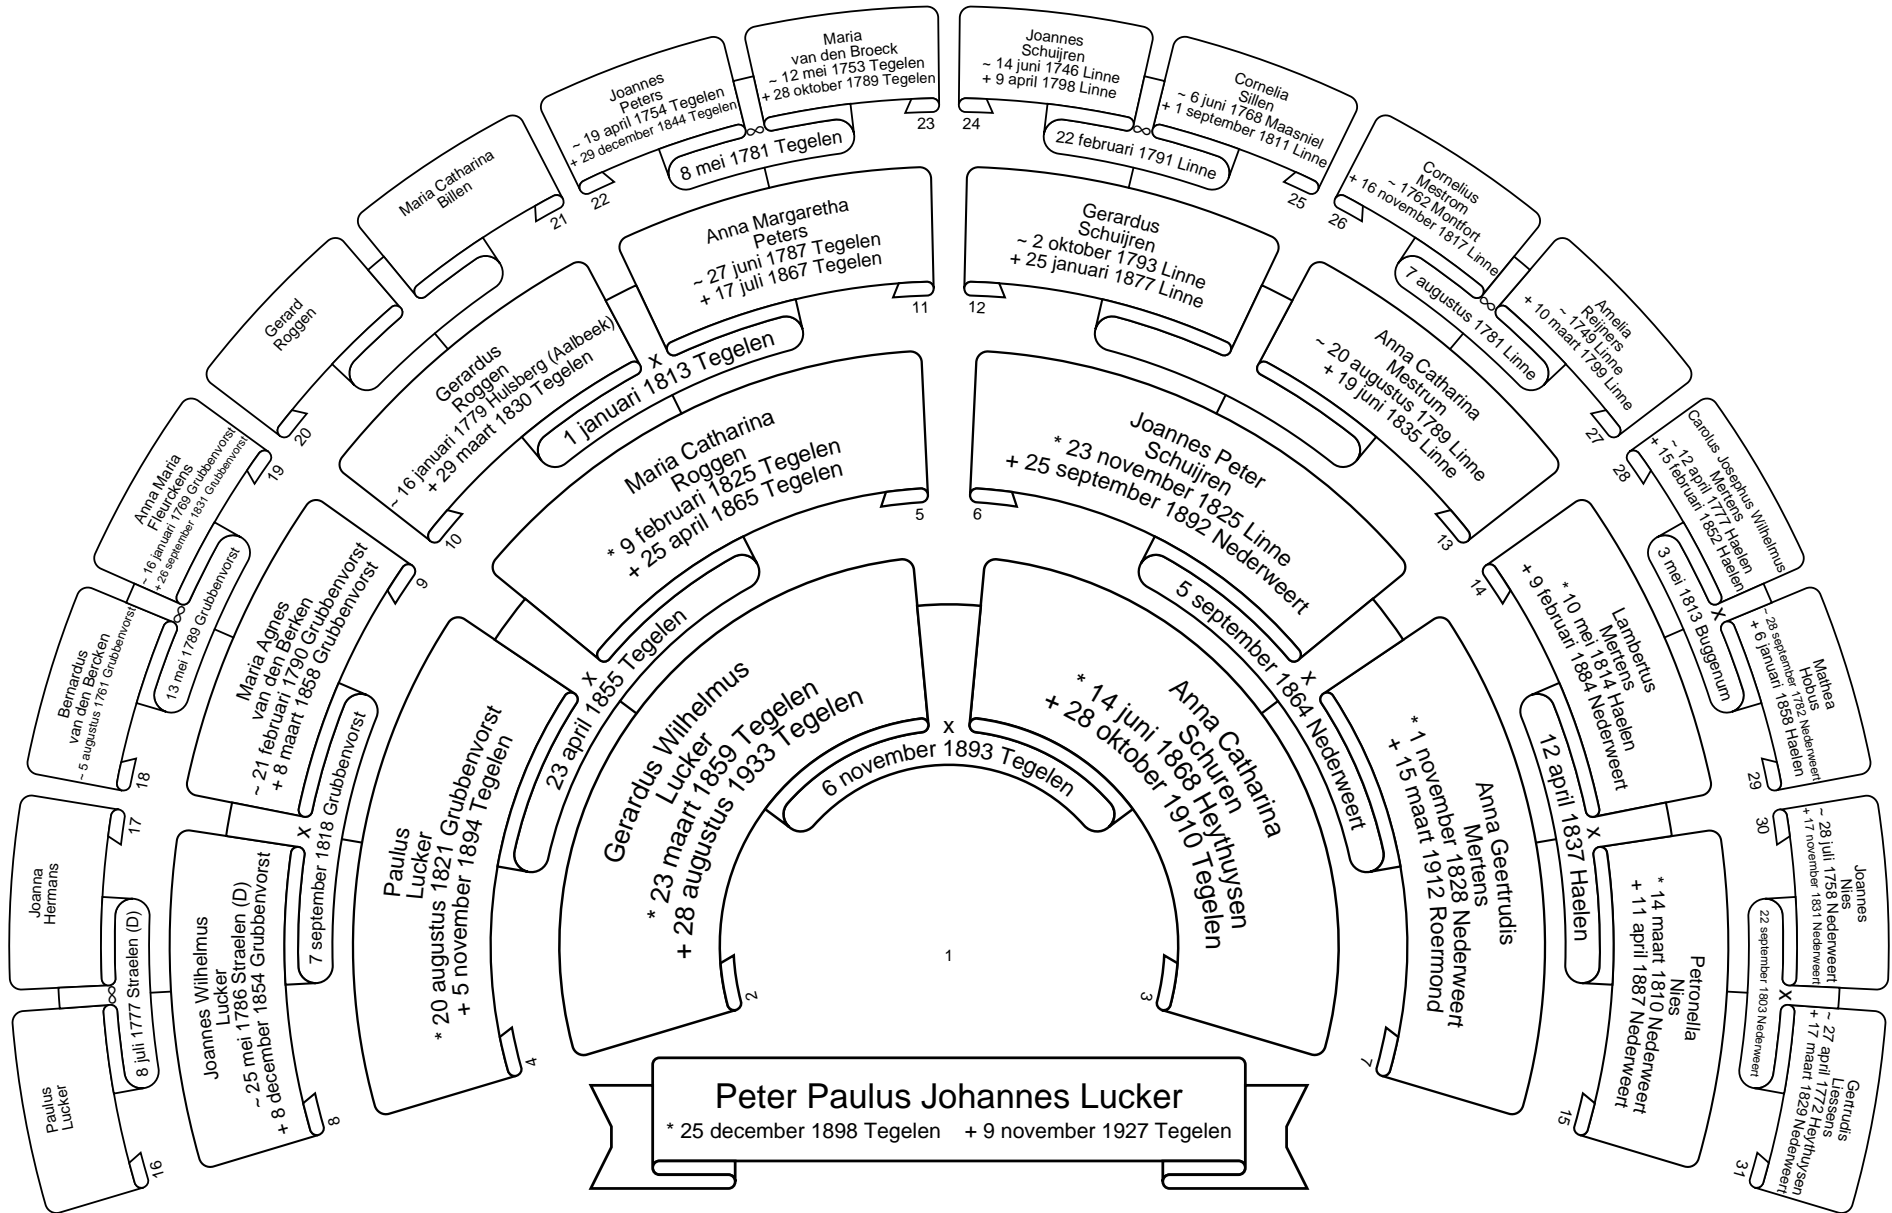 Peter Paulus Johannes Lucker
* 25 december 1898 Tegelen + 9 november 1927 Tegelen
1
Gerardus Wilhelmus
Lucker
* 23 maart 1859 Tegelen
+ 28 augustus 1933 Tegelen
2
x
6 november 1893 Tegelen
Anna Catharina
Schuren
* 14 juni 1868 Heythuysen
+ 28 oktober 1910 Tegelen
3
Paulus
Lucker
* 20 augustus 1821 Grubbenvorst
+ 5 november 1894 Tegelen
4
x
23 april 1855 Tegelen
Maria Catharina
Roggen
* 9 februari 1825 Tegelen
+ 25 april 1865 Tegelen
5
Joannes Peter
Schuijren
* 23 november 1825 Linne
+ 25 september 1892 Nederweert
6
x
5 september 1864 Nederweert
Anna Geertrudis
Mertens
* 1 november 1828 Nederweert
+ 15 maart 1912 Roermond
7
Joannes Wilhelmus
Lucker
~ 25 mei 1786 Straelen (D)
+ 8 december 1854 Grubbenvorst
8
x
7 september 1818 Grubbenvorst
Maria Agnes
van den Berken
~ 21 februari 1790 Grubbenvorst
+ 8 maart 1858 Grubbenvorst
9
Gerardus
Roggen
~ 16 januari 1779 Hulsberg (Aalbeek)
+ 29 maart 1830 Tegelen
10
x
1 januari 1813 Tegelen
Anna Margaretha
Peters
~ 27 juni 1787 Tegelen
+ 17 juli 1867 Tegelen
11
Gerardus
Schuijren
~ 2 oktober 1793 Linne
+ 25 januari 1877 Linne
12
Anna Catharina
Mestrum
~ 20 augustus 1789 Linne
+ 19 juni 1835 Linne
13
Lambertus
Mertens
* 10 mei 1814 Haelen
+ 9 februari 1884 Nederweert
14
x
12 april 1837 Haelen
Petronella
Nies
* 14 maart 1810 Nederweert
+ 11 april 1887 Nederweert
15
Paulus
Lucker
16
∞
8 juli 1777 Straelen (D)
Joanna
Hermans
17
Bernardus
van den Bercken
~ 5 augustus 1761 Grubbenvorst
18
∞
13 mei 1789 Grubbenvorst
Anna Maria
Fleurckens
~ 16 januari 1769 Grubbenvorst
+ 26 september 1831 Grubbenvorst
19
Gerard
Roggen
20
Maria Catharina
Billen
21
Joannes
Peters
~ 19 april 1754 Tegelen
+ 29 december 1844 Tegelen
22
∞
8 mei 1781 Tegelen
Maria
van den Broeck
~ 12 mei 1753 Tegelen
+ 28 oktober 1789 Tegelen
23
Joannes
Schuijren
~ 14 juni 1746 Linne
+ 9 april 1798 Linne
24
∞
22 februari 1791 Linne
Cornelia
Sillen
~ 6 juni 1768 Maasniel
+ 1 september 1811 Linne
25
Cornelius
Mestrom
~ 1762 Montfort
+ 16 november 1817 Linne
26
∞
7 augustus 1781 Linne
Amelia
Reijners
~ 1749 Linne
+ 10 maart 1799 Linne
27
Carolus Josephus Wilhelmus
Mertens
~ 12 april 1777 Haelen
+ 15 februari 1852 Haelen
28
x
3 mei 1813 Buggenum
Mathea
Hobus
~ 28 september 1782 Nederweert
+ 6 januari 1858 Haelen
29
Joannes
Nies
~ 28 juli 1758 Nederweert
+ 17 november 1831 Nederweert
30
x
22 september 1803 Nederweert
Gertrudis
Liessens
~ 27 april 1772 Heythuysen
+ 17 maart 1829 Nederweert
31